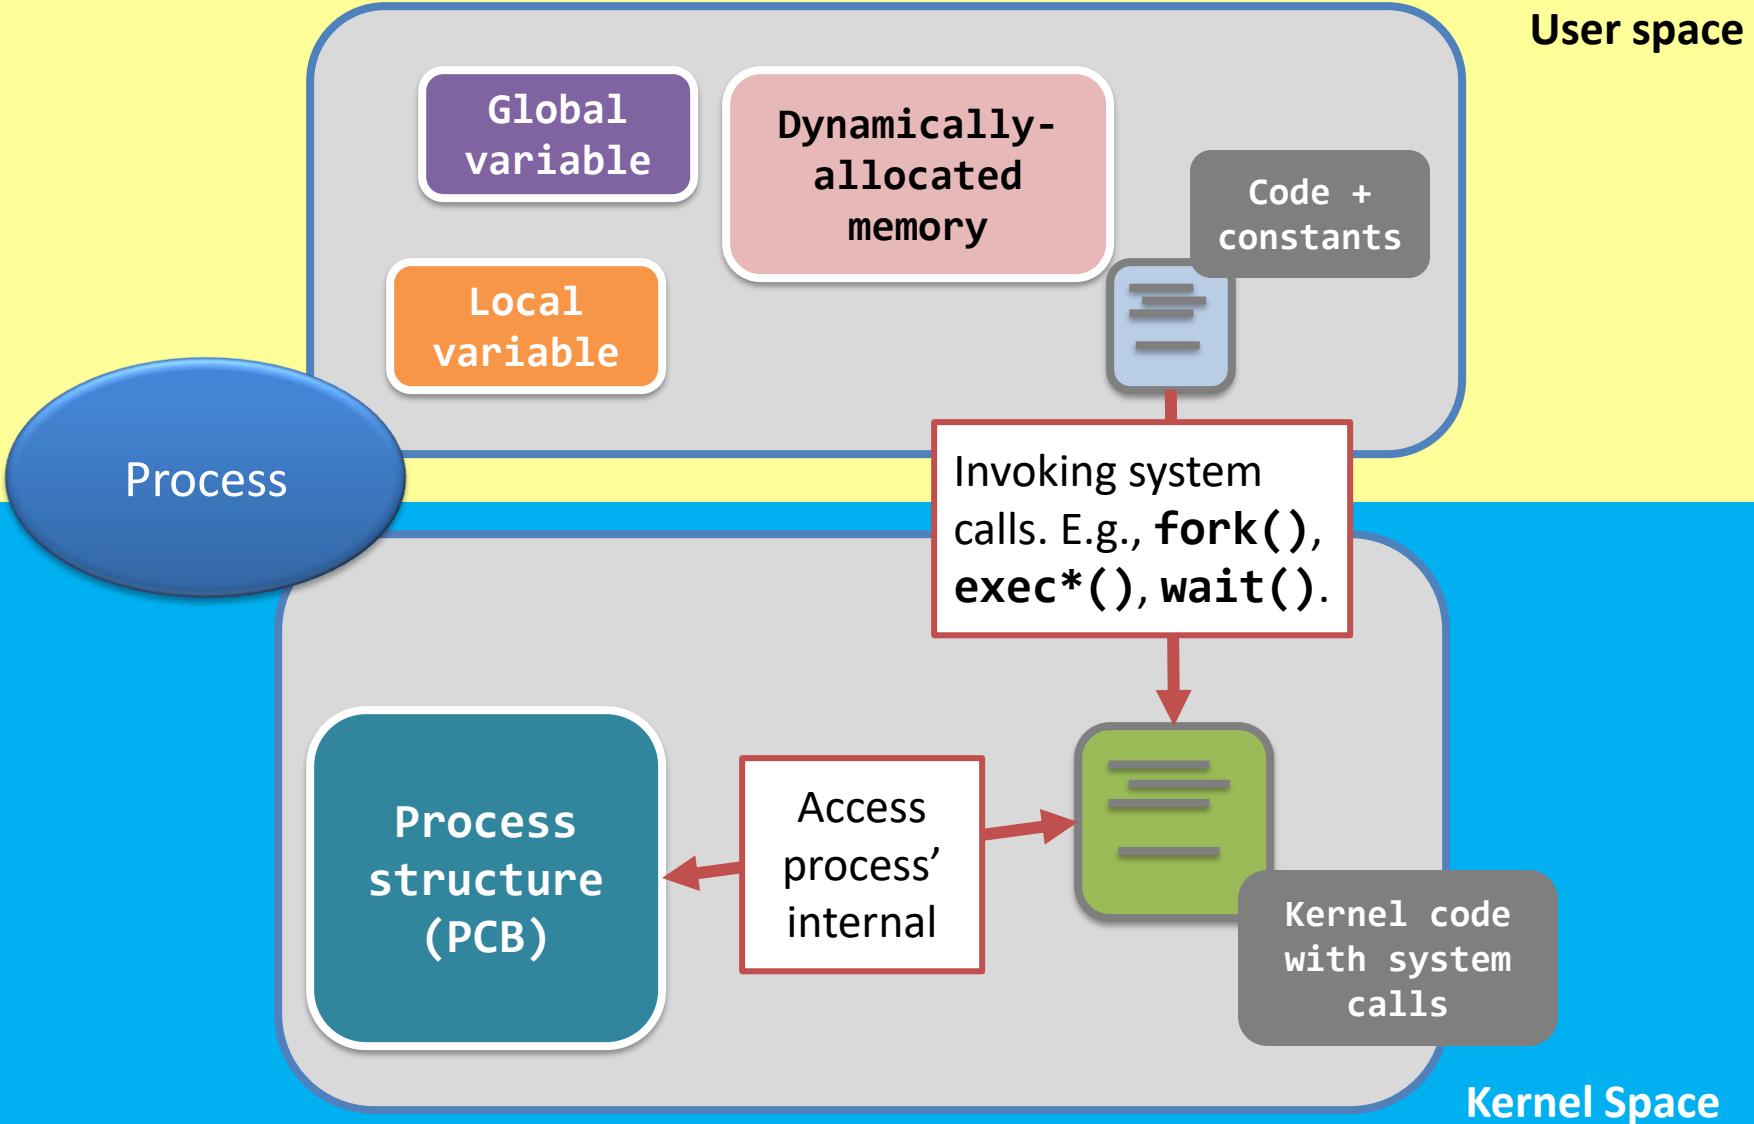 User space
Global
variable
Dynamically-
allocated
memory
Code +
constants
Local
variable
Process
Invoking system
calls. E.g., fork(),
exec*(), wait().
Process
structure
(PCB)
Access
process’
internal
Kernel code
with system
calls
Kernel Space